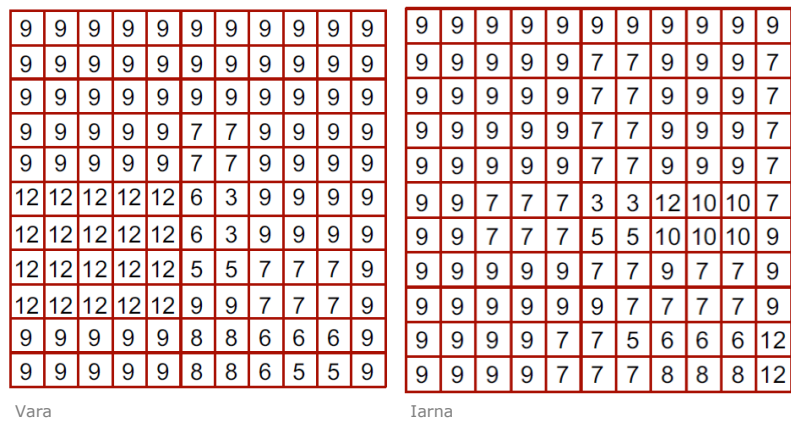 9 9 9 9 9 9 9 9 9 9 9
9 9 9 9 9 9 9 9 9 9 9
9 9 9 9 9 9 9 9 9 9 9
9 9 9 9 9 7 7 9 9 9 9
9 9 9 9 9 7 7 9 9 9 9
12 12 12 12 12 6 3 9 9 9 9
12 12 12 12 12 6 3 9 9 9 9
12 12 12 12 12 5 5 7 7 7 9
12 12 12 12 12 9 9 7 7 7 9
9 9 9 9 9 8 8 6 6 6 9
9 9 9 9 9 8 8 6 5 5 9
Vara
9 9 9 9 9 9 9 9 9 9 9
9 9 9 9 9 7 7 9 9 9 7
9 9 9 9 9 7 7 9 9 9 7
9 9 9 9 9 7 7 9 9 9 7
9 9 9 9 9 7 7 9 9 9 7
9 9 7 7 7 3 3 12 10 10 7
9 9 7 7 7 5 5 10 10 10 9
9 9 9 9 9 7 7 9 7 7 9
9 9 9 9 9 9 7 7 7 7 9
9 9 9 9 7 7 5 6 6 6 12
9 9 9 9 7 7 7 8 8 8 12
Iarna